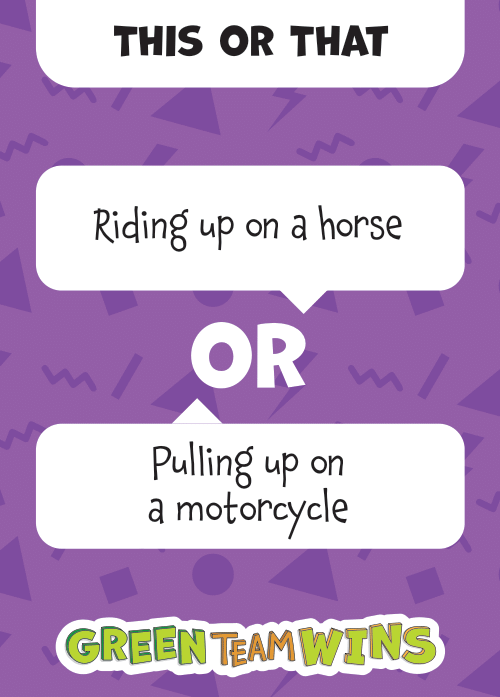 THIS OR THAT
Riding up on a horse
OR
Pulling up on
a motorcycle
GREEN TEAM WINS